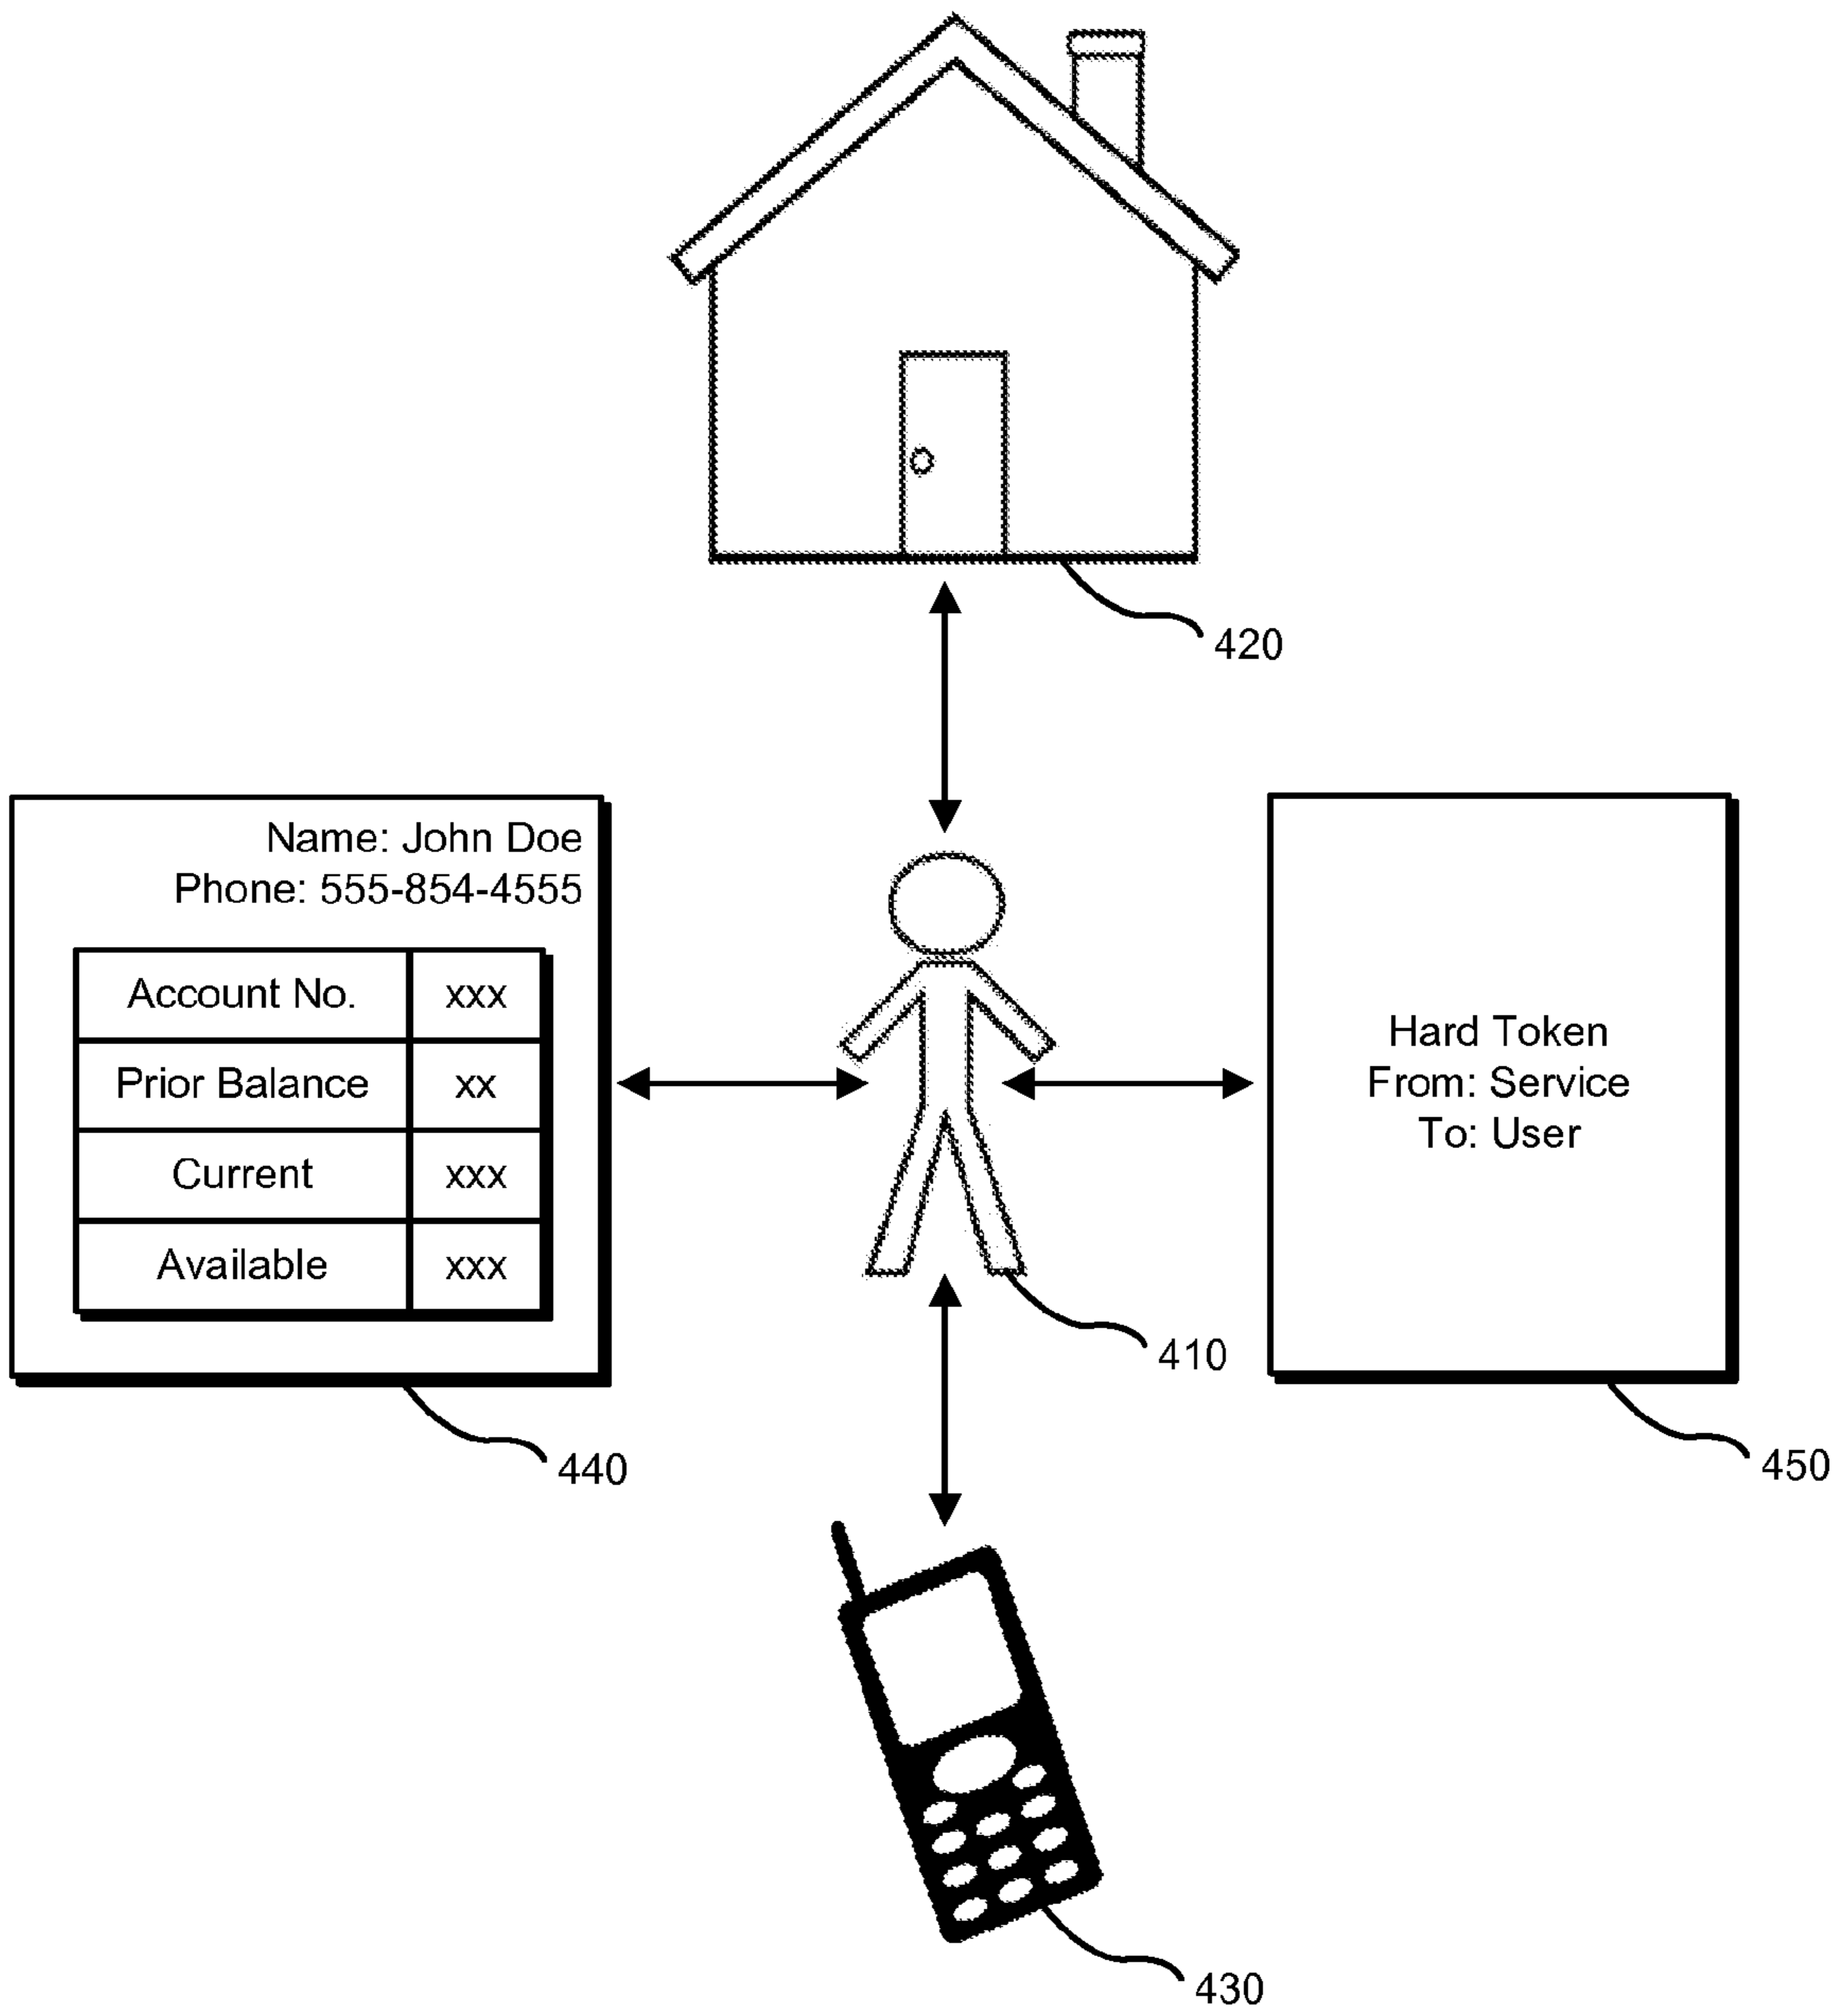 420
Name: John Doe
Phone: 555-854-4555
Account No. xxx
Prior Balance xx
Current xxx
Available xxx
440
Hard Token
From: Service
To: User
450
410
430